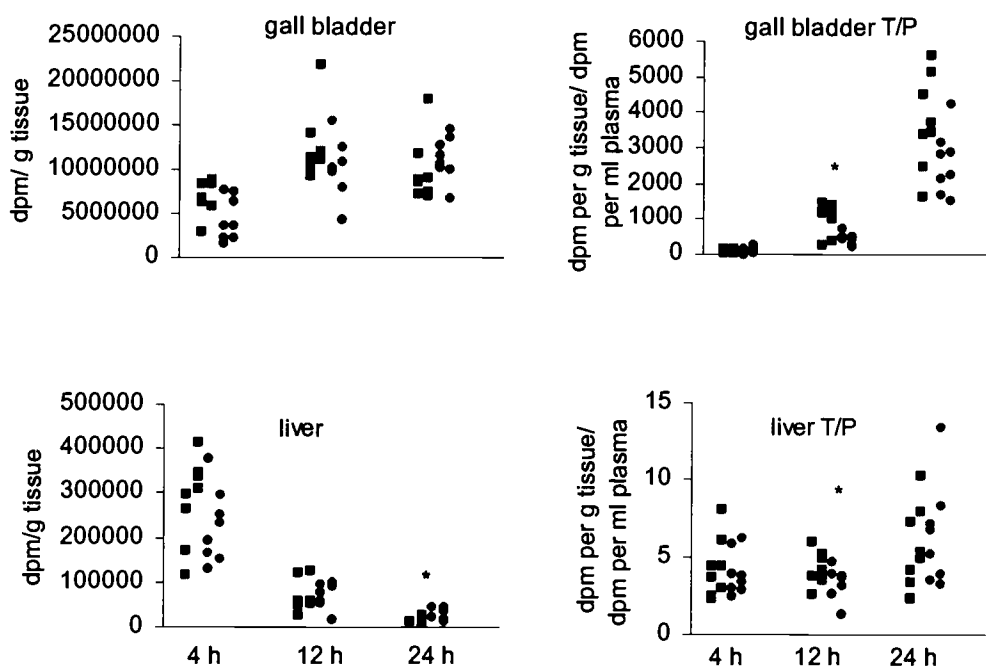 gall bladder
dpm/ g tissue
25000000
20000000
15000000
10000000
5000000
0
gall bladder T/P
dpm per g tissue/ dpm
per ml plasma
6000
5000
4000
3000
2000
1000
0
*
liver
dpm/g tissue
500000
400000
300000
200000
100000
0
*
4 h
12 h
24 h
liver T/P
dpm per g tissue/
dpm per ml plasma
15
10
5
0
*
4 h
12 h
24 h